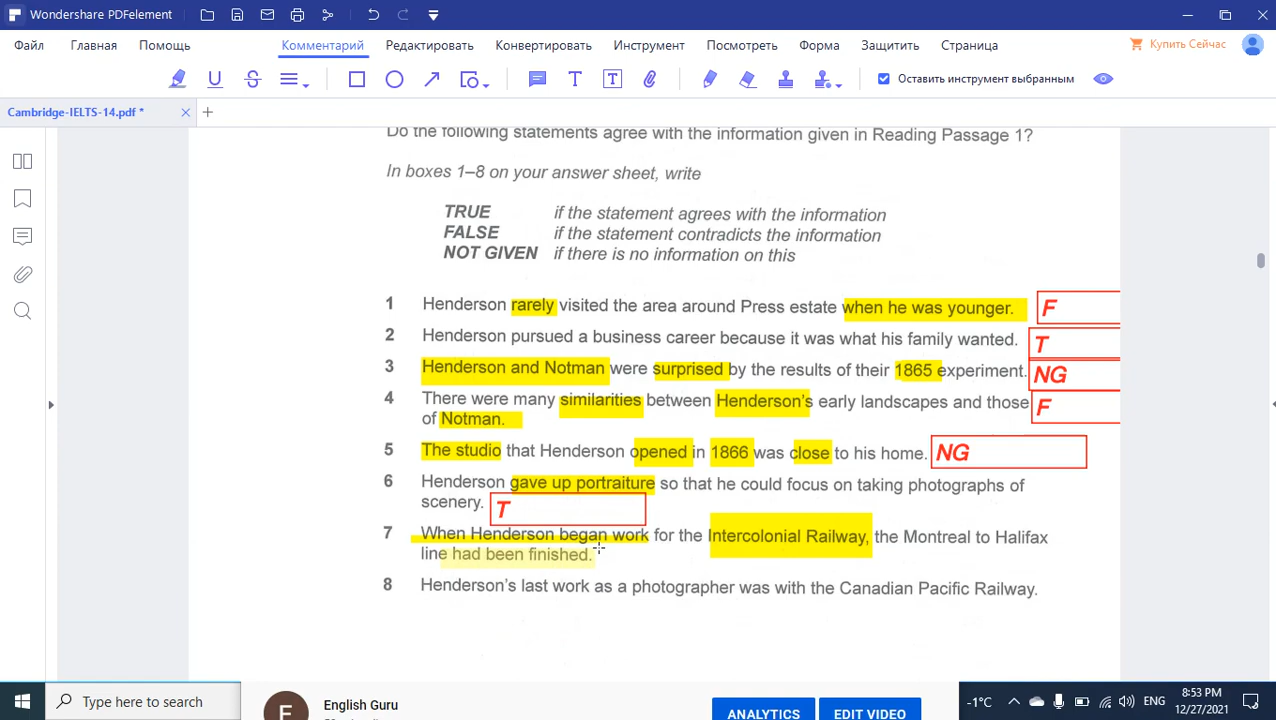 Wondershare PDFelement
Файл Главная Помощь Комментарий Редактировать Конвертировать Инструмент Посмотреть Форма Защитить Страница Купить Сейчас
T T Оставить инструмент выбранным
Cambridge-IELTS-14.pdf *
Do the following statements agree with the information given in Reading Passage 1?
In boxes 1–8 on your answer sheet, write
TRUE if the statement agrees with the information
FALSE if the statement contradicts the information
NOT GIVEN if there is no information on this
1 Henderson rarely visited the area around Press estate when he was younger. F
2 Henderson pursued a business career because it was what his family wanted. T
3 Henderson and Notman were surprised by the results of their 1865 experiment. NG
4 There were many similarities between Henderson's early landscapes and those F
of Notman.
5 The studio that Henderson opened in 1866 was close to his home. NG
6 Henderson gave up portraiture so that he could focus on taking photographs of
scenery. T
7 When Henderson began work for the Intercolonial Railway, the Montreal to Halifax
line had been finished.
8 Henderson's last work as a photographer was with the Canadian Pacific Railway.
Type here to search
E English Guru
ANALYTICS EDIT VIDEO
-1°C ENG 8:53 PM
12/27/2021